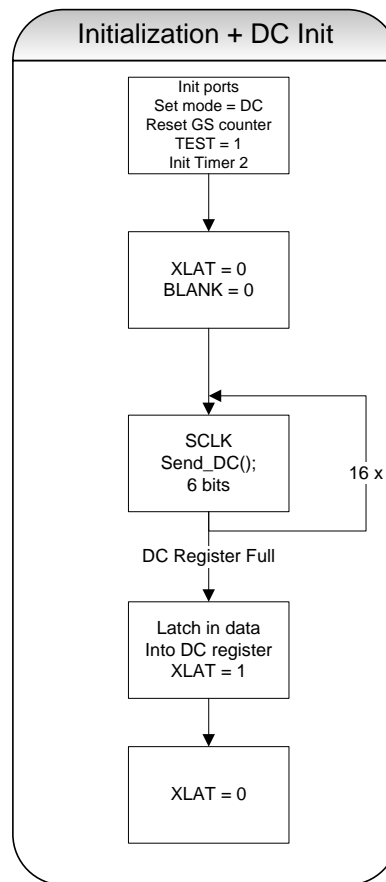 Initialization + DC Init
Init ports
Set mode = DC
Reset GS counter
TEST = 1
Init Timer 2
XLAT = 0
BLANK = 0
SCLK
Send_DC();
6 bits
16 x
DC Register Full
Latch in data
Into DC register
XLAT = 1
XLAT = 0